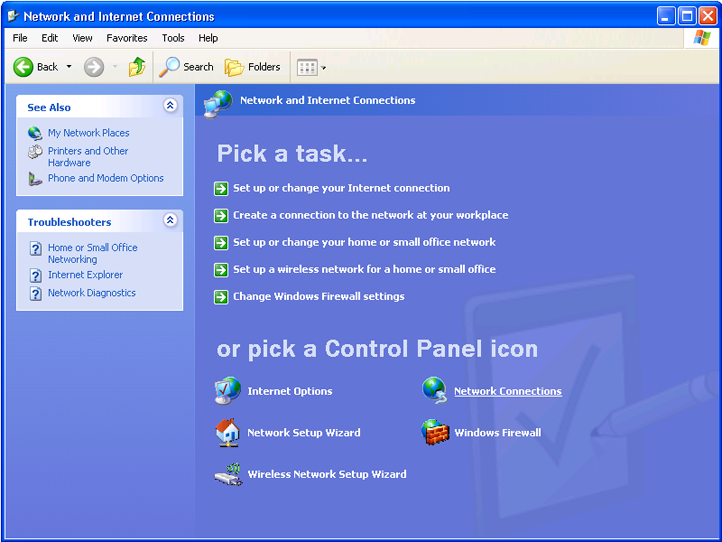 Network and Internet Connections
File Edit View Favorites Tools Help
Back Search Folders
See Also
My Network Places
Printers and Other
Hardware
Phone and Modem Options
Troubleshooters
Home or Small Office
Networking
Internet Explorer
Network Diagnostics
Network and Internet Connections
Pick a task...
Set up or change your Internet connection
Create a connection to the network at your workplace
Set up or change your home or small office network
Set up a wireless network for a home or small office
Change Windows Firewall settings
or pick a Control Panel icon
Internet Options Network Connections
Network Setup Wizard Windows Firewall
Wireless Network Setup Wizard